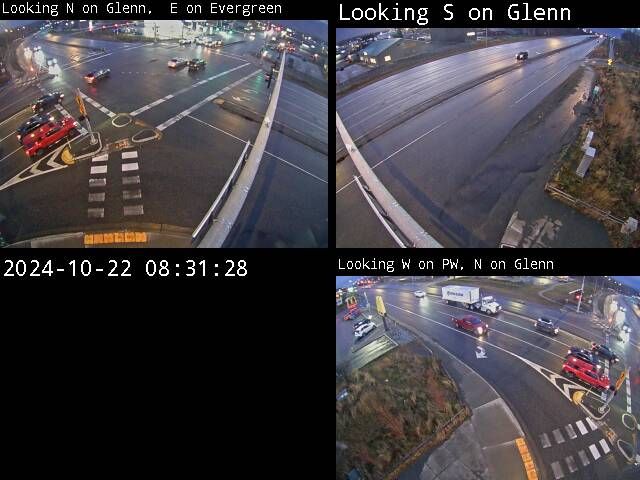 Looking N on Glenn,  E on Evergreen
Looking S on Glenn
2024-10-22 08:31:28
Looking W on PW, N on Glenn